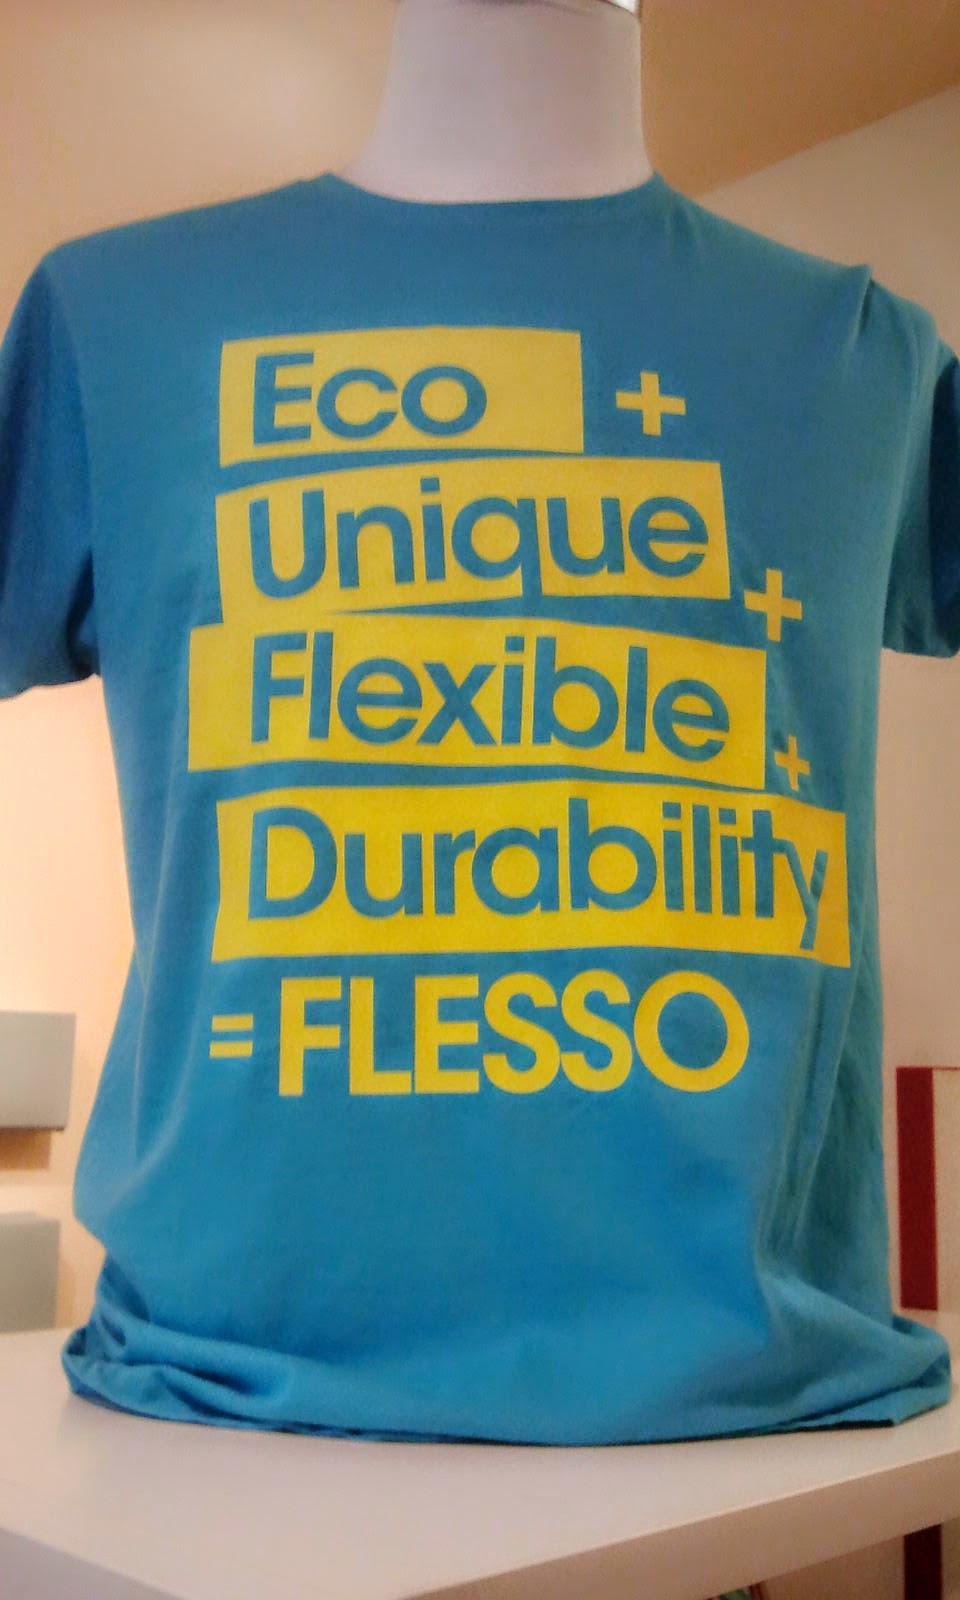 Eco +
Unique +
Flexible +
Durability
= FLESSO